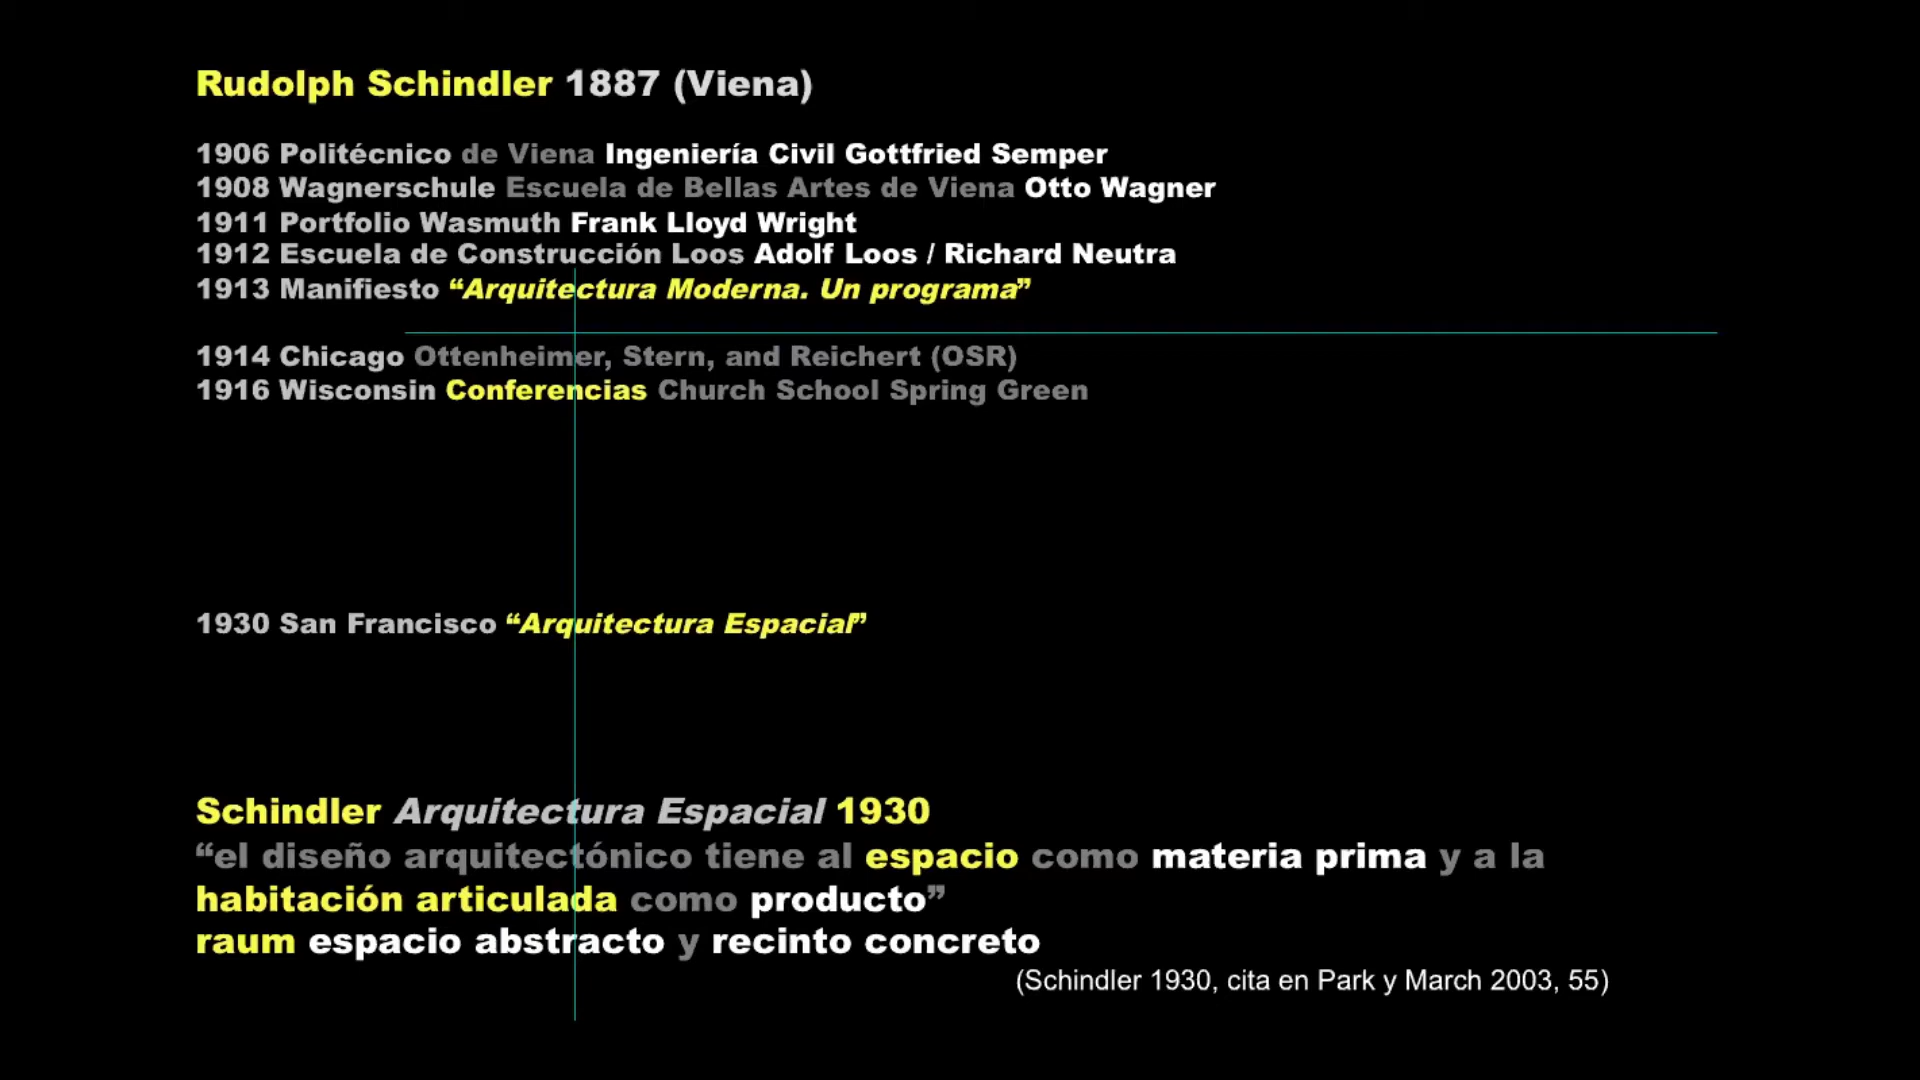 Rudolph Schindler 1887 (Viena)
1906 Politécnico de Viena Ingeniería Civil Gottfried Semper
1908 Wagnerschule Escuela de Bellas Artes de Viena Otto Wagner
1911 Portfolio Wasmuth Frank Lloyd Wright
1912 Escuela de Construcción Loos Adolf Loos / Richard Neutra
1913 Manifiesto “Arquitectura Moderna. Un programa”
1914 Chicago Ottenheimer, Stern, and Reichert (OSR)
1916 Wisconsin Conferencias Church School Spring Green
1930 San Francisco “Arquitectura Espacial”
Schindler Arquitectura Espacial 1930
“el diseño arquitectónico tiene al espacio como materia prima y a la
habitación articulada como producto”
raum espacio abstracto y recinto concreto
(Schindler 1930, cita en Park y March 2003, 55)